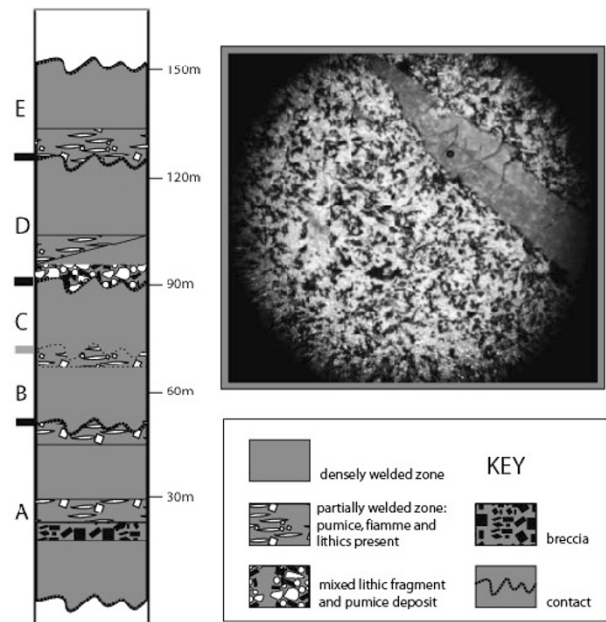 150m
E
120m
D
90m
C
60m
B
30m
A
densely welded zone
KEY
partially welded zone:
pumice, fiamme and
lithics present
breccia
mixed lithic fragment
and pumice deposit
contact